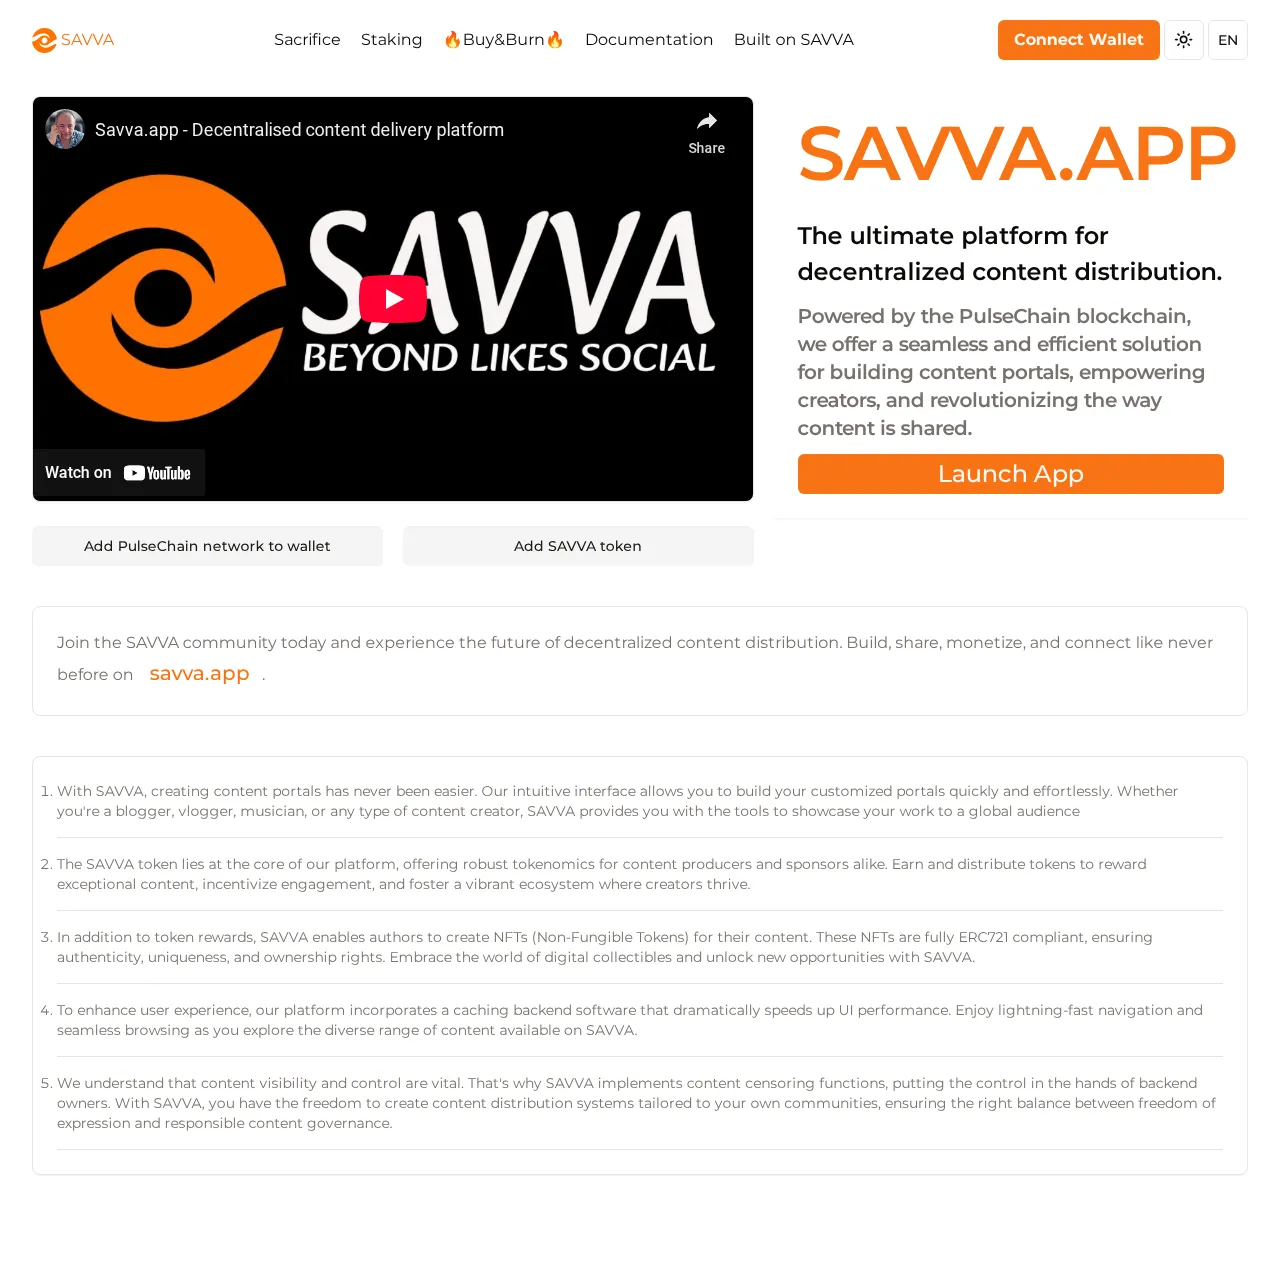 SAVVA
Sacrifice
Staking
🔥Buy&Burn🔥
Documentation
Built on SAVVA
Connect Wallet
EN
Savva.app - Decentralised content delivery platform
Share
SAVVA
BEYOND LIKES SOCIAL
Watch on YouTube
SAVVA.APP
The ultimate platform for
decentralized content distribution.
Powered by the PulseChain blockchain,
we offer a seamless and efficient solution
for building content portals, empowering
creators, and revolutionizing the way
content is shared.
Launch App
Add PulseChain network to wallet
Add SAVVA token
Join the SAVVA community today and experience the future of decentralized content distribution. Build, share, monetize, and connect like never
before on savva.app .
1. With SAVVA, creating content portals has never been easier. Our intuitive interface allows you to build your customized portals quickly and effortlessly. Whether
you're a blogger, vlogger, musician, or any type of content creator, SAVVA provides you with the tools to showcase your work to a global audience
2. The SAVVA token lies at the core of our platform, offering robust tokenomics for content producers and sponsors alike. Earn and distribute tokens to reward
exceptional content, incentivize engagement, and foster a vibrant ecosystem where creators thrive.
3. In addition to token rewards, SAVVA enables authors to create NFTs (Non-Fungible Tokens) for their content. These NFTs are fully ERC721 compliant, ensuring
authenticity, uniqueness, and ownership rights. Embrace the world of digital collectibles and unlock new opportunities with SAVVA.
4. To enhance user experience, our platform incorporates a caching backend software that dramatically speeds up UI performance. Enjoy lightning-fast navigation and
seamless browsing as you explore the diverse range of content available on SAVVA.
5. We understand that content visibility and control are vital. That's why SAVVA implements content censoring functions, putting the control in the hands of backend
owners. With SAVVA, you have the freedom to create content distribution systems tailored to your own communities, ensuring the right balance between freedom of
expression and responsible content governance.